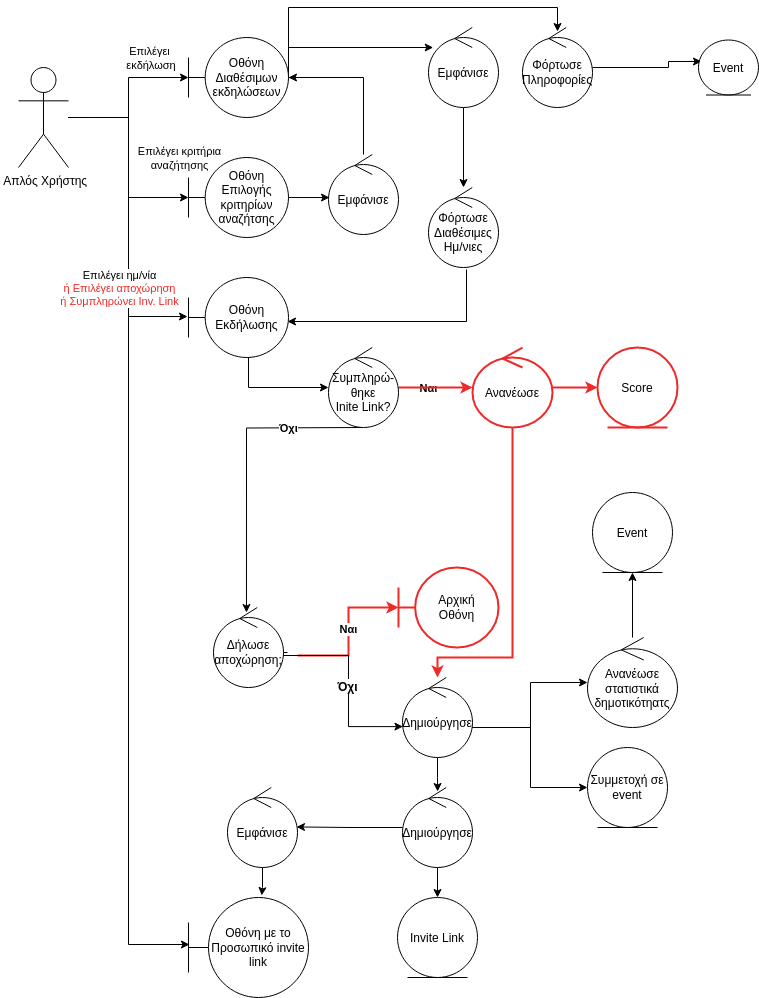 Επιλέγει
εκδήλωση
Οθόνη
Διαθέσιμων
εκδηλώσεων
Εμφάνισε
Φόρτωσε
Πληροφορίες
Event
Απλός Χρήστης
Επιλέγει κριτήρια
αναζήτησης
Οθόνη
Επιλογής
κριτηρίων
αναζήτσης
Εμφάνισε
Φόρτωσε
Διαθέσιμες
Ημ/νιες
Επιλέγει ημ/νία
ή Επιλέγει αποχώρηση
ή Συμπληρώνει Inv. Link
Οθόνη
Εκδήλωσης
Συμπληρώ-
θηκε
Inite Link?
Ναι
Ανανέωσε
Score
Όχι
Event
Αρχική
Οθόνη
Ναι
Δήλωσε
αποχώρηση;
Όχι
Ανανέωσε
στατιστικά
δημοτικότηατς
Δημιούργησε
Συμμετοχή σε
event
Εμφάνισε
Δημιούργησε
Οθόνη με το
Προσωπικό invite
link
Invite Link